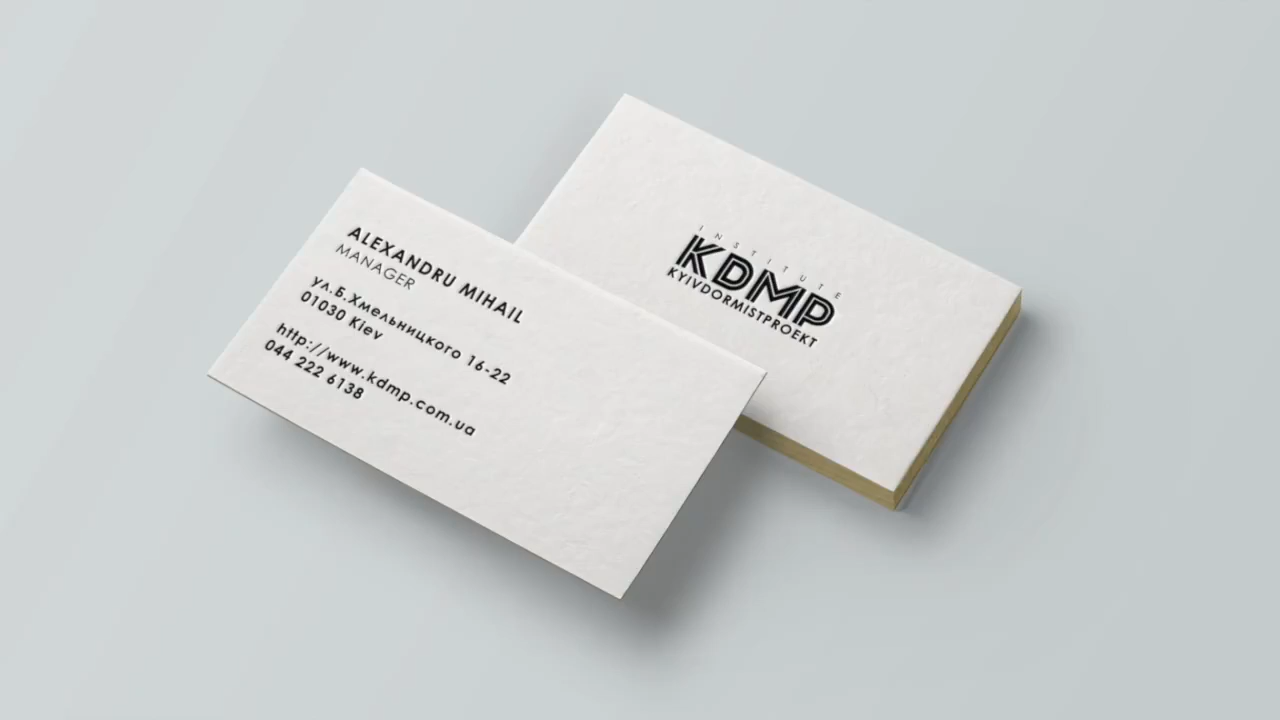 ALEXANDRU MIHAIL
MANAGER
ул.Б.Хмельницкого 16-22
01030 Kiev
http://www.kdmp.com.ua
044 222 6138
INSTITUTE
KDMP
KYIVDORMISTPROEKT